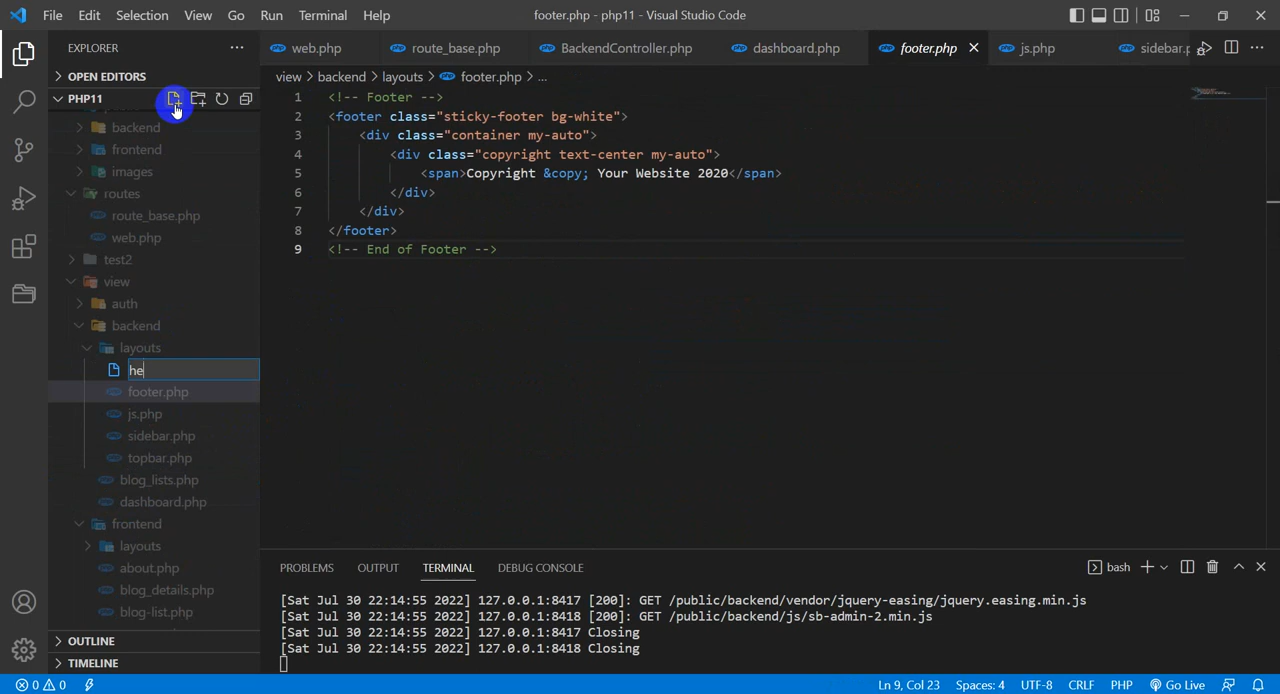 File Edit Selection View Go Run Terminal Help footer.php - php11 - Visual Studio Code
EXPLORER
web.php route_base.php BackendController.php dashboard.php footer.php js.php sidebar.p
OPEN EDITORS
view > backend > layouts > footer.php > ...
PHP11
backend
frontend
images
routes
route_base.php
web.php
test2
view
auth
backend
layouts
he
footer.php
js.php
sidebar.php
topbar.php
blog_lists.php
dashboard.php
frontend
layouts
about.php
blog_details.php
blog-list.php
OUTLINE
TIMELINE
1 <!-- Footer -->
2 <footer class="sticky-footer bg-white">
3 <div class="container my-auto">
4 <div class="copyright text-center my-auto">
5 <span>Copyright &copy; Your Website 2020</span>
6 </div>
7 </div>
8 </footer>
9 <!-- End of Footer -->
PROBLEMS OUTPUT TERMINAL DEBUG CONSOLE bash
[Sat Jul 30 22:14:55 2022] 127.0.0.1:8417 [200]: GET /public/backend/vendor/jquery-easing/jquery.easing.min.js
[Sat Jul 30 22:14:55 2022] 127.0.0.1:8418 [200]: GET /public/backend/js/sb-admin-2.min.js
[Sat Jul 30 22:14:55 2022] 127.0.0.1:8417 Closing
[Sat Jul 30 22:14:55 2022] 127.0.0.1:8418 Closing
0 0 Ln 9, Col 23 Spaces: 4 UTF-8 CRLF PHP Go Live